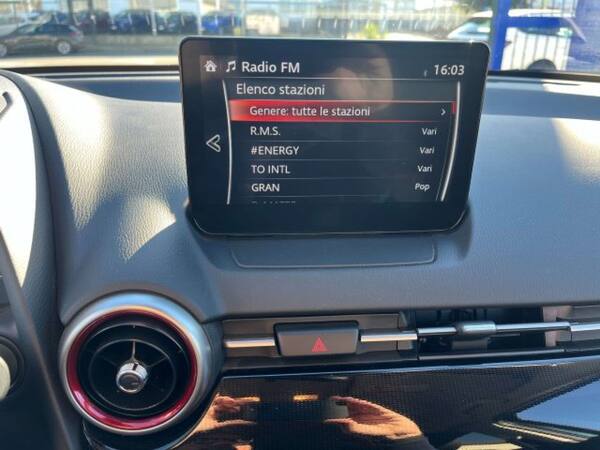 Radio FM 16:03
Elenco stazioni
Genere: tutte le stazioni
R.M.S. Vari
#ENERGY Vari
TO INTL Vari
GRAN Pop